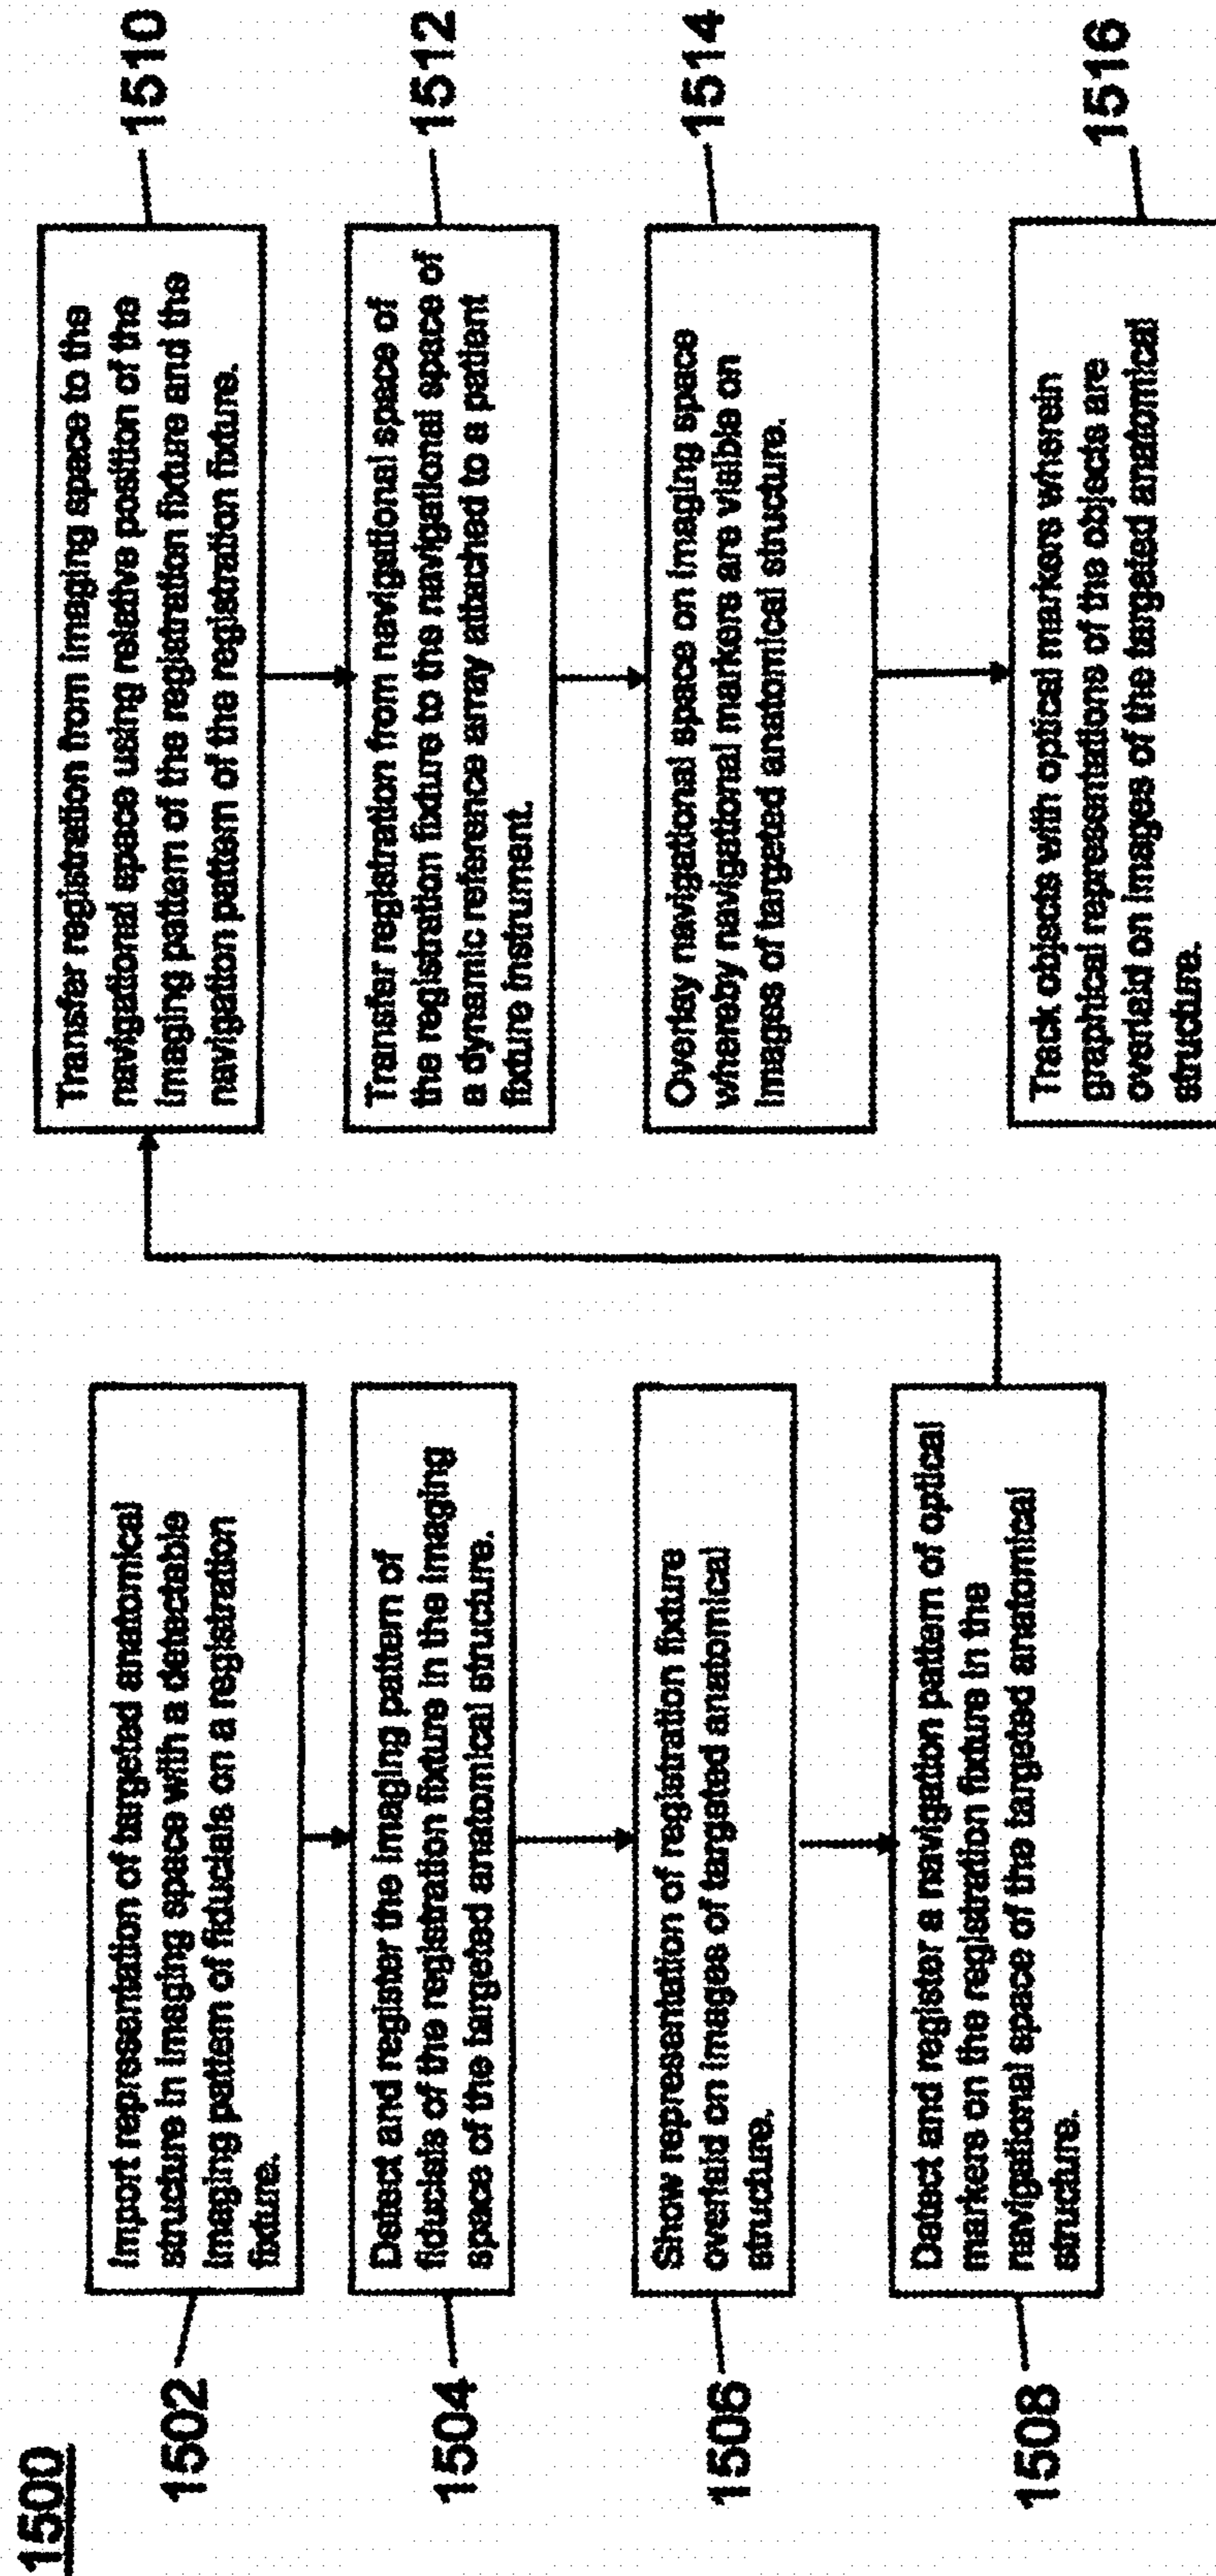 1500
1502
Import representation of targeted anatomical
structure in imaging space with a detectable
imaging pattern of fiducials on a registration
fixture.
1504
Detect and register the imaging pattern of
fiducials of the registration fixture in the imaging
space of the targeted anatomical structure.
1506
Show representation of registration fixture
overlaid on images of targeted anatomical
structure.
1508
Detect and register a navigation pattern of optical
markers on the registration fixture in the
navigational space of the targeted anatomical
structure.
Transfer registration from imaging space to the
navigational space using relative position of the
imaging pattern of the registration fixture and the
navigation pattern of the registration fixture.
1510
Transfer registration from navigational space of
the registration fixture to the navigational space of
a dynamic reference array attached to a patient
fixture instrument.
1512
Overlay navigational space on imaging space
whereby navigational markers are visible on
images of targeted anatomical structure.
1514
Track objects with optical markers wherein
graphical representations of the objects are
overlaid on images of the targeted anatomical
structure.
1516